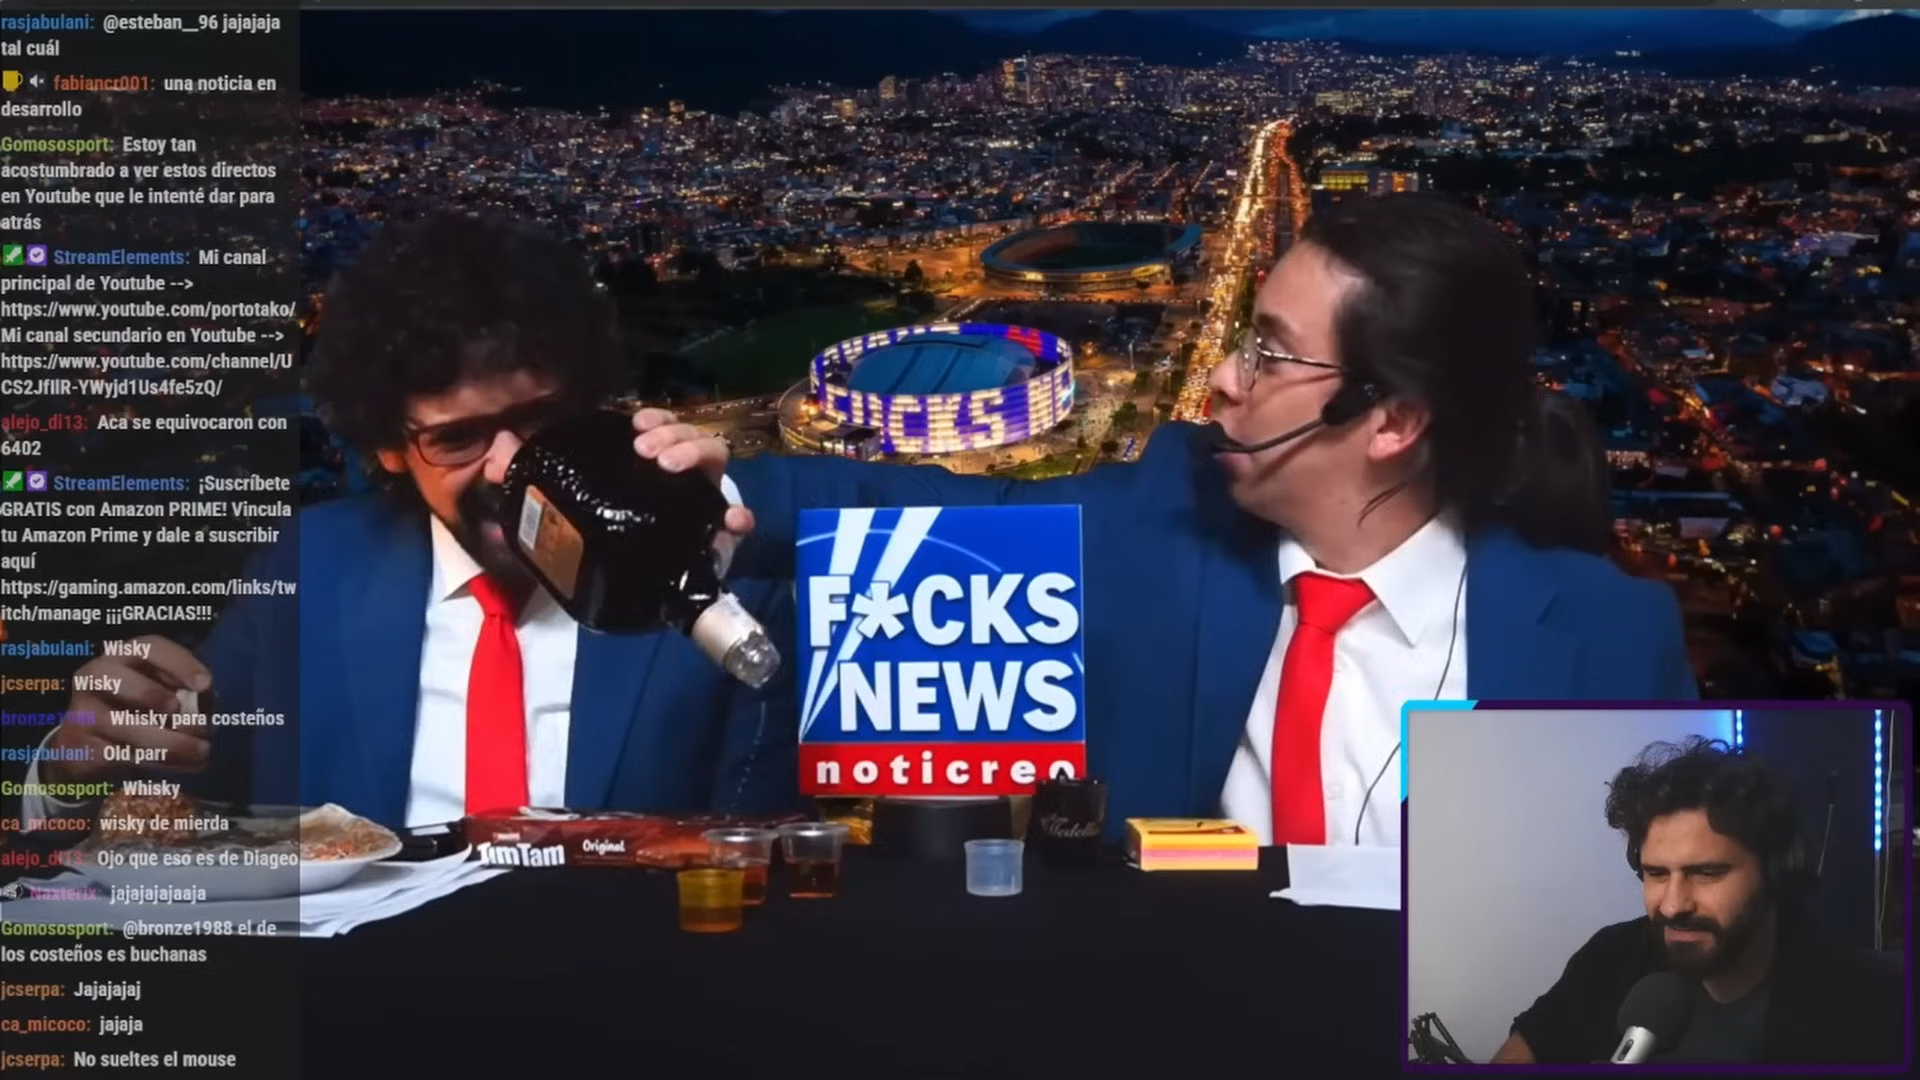 rasjabulani: @esteban__96 jajajaja
tal cuál
fabiancr001: una noticia en
desarrollo
Gomososport: Estoy tan
acostumbrado a ver estos directos
en Youtube que le intenté dar para
atrás
StreamElements: Mi canal
principal de Youtube -->
https://www.youtube.com/portotako/
Mi canal secundario en Youtube -->
https://www.youtube.com/channel/U
alejo_dl13: Aca se equivocaron con
6402
StreamElements: ¡Suscríbete
GRATIS con Amazon PRIME! Vincula
tu Amazon Prime y dale a suscribir
aquí
https://gaming.amazon.com/links/tw
itch/manage ¡¡¡GRACIAS!!!
rasjabulani: Wisky
jcserpa: Wisky
bronze1988 Whisky para costeños
rasjabulani: Old parr
Gomososport: Whisky
ca_micoco: wisky de mierda
alejo_dl13: Ojo que eso es de Diageo
Naxterix: jajajajajaaja
Gomososport: @bronze1988 el de
los costeños es buchanas
jcserpa: Jajajajaj
ca_micoco: jajaja
jcserpa: No sueltes el mouse
FUCKS
F*CKS
NEWS
noticreo
TimTam
Original